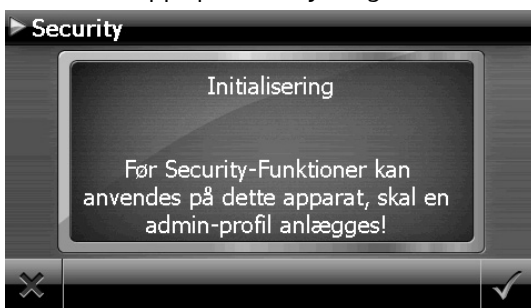 Security
Initialisering
Før Security-Funktioner kan
anvendes på dette apparat, skal en
admin-profil anlægges!